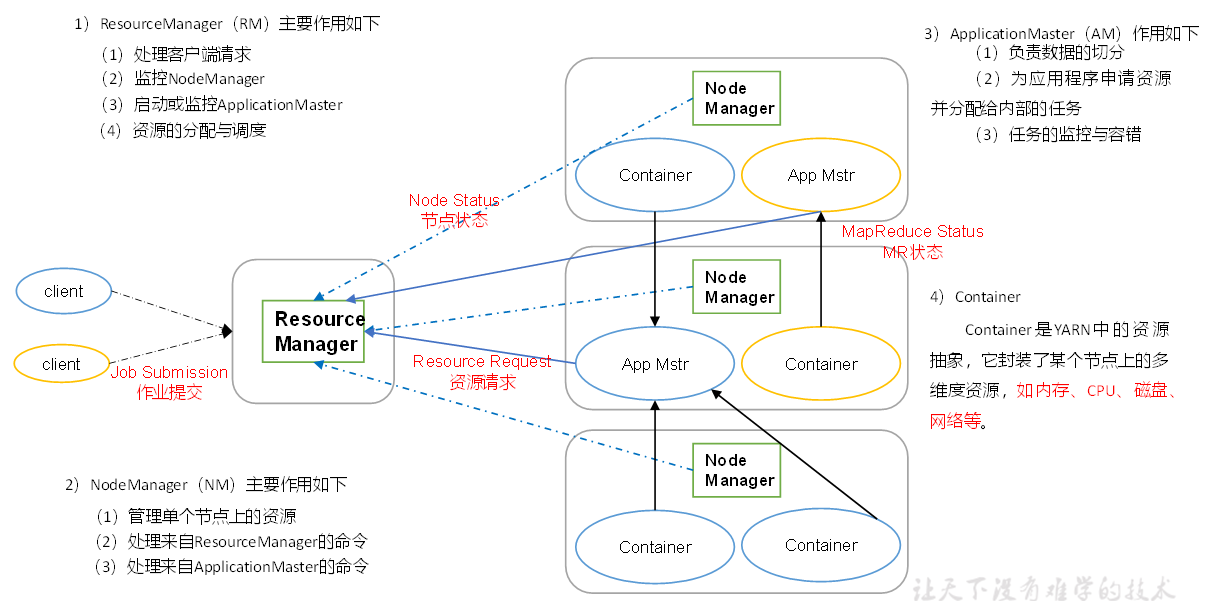 1）ResourceManager（RM）主要作用如下
（1）处理客户端请求
（2）监控NodeManager
（3）启动或监控ApplicationMaster
（4）资源的分配与调度
3）ApplicationMaster（AM）作用如下
（1）负责数据的切分
（2）为应用程序申请资源
并分配给内部的任务
（3）任务的监控与容错
Node
Manager
Container
App Mstr
Node Status
节点状态
MapReduce Status
MR状态
Node
Manager
client
Resource
Manager
client
Job Submission
作业提交
Resource Request
资源请求
App Mstr
Container
4）Container
Container是YARN中的资源
抽象，它封装了某个节点上的多
维度资源，如内存、CPU、磁盘、
网络等。
Node
Manager
Container
Container
2）NodeManager（NM）主要作用如下
（1）管理单个节点上的资源
（2）处理来自ResourceManager的命令
（3）处理来自ApplicationMaster的命令
让天下没有难学的技术